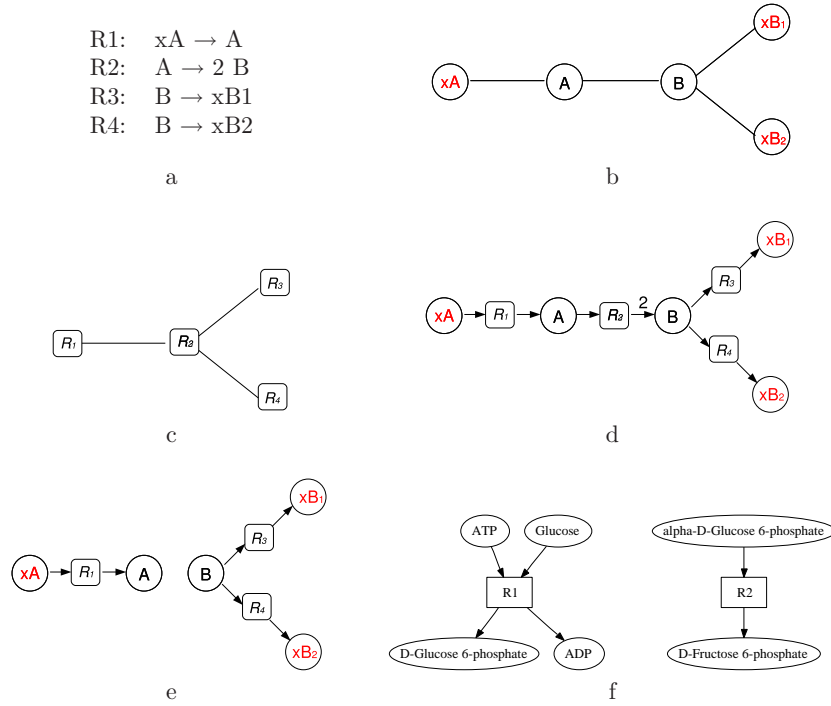 R1: xA → A
R2: A → 2 B
R3: B → xB1
R4: B → xB2
a
xA A B xB1
xB2
b
R1 R2 R3
R4
c
xA R1 A R2 2 B R3 xB1
R4 xB2
d
xA R1 A B R3 xB1
R4 xB2
e
ATP Glucose
R1
D-Glucose 6-phosphate ADP
alpha-D-Glucose 6-phosphate
R2
D-Fructose 6-phosphate
f